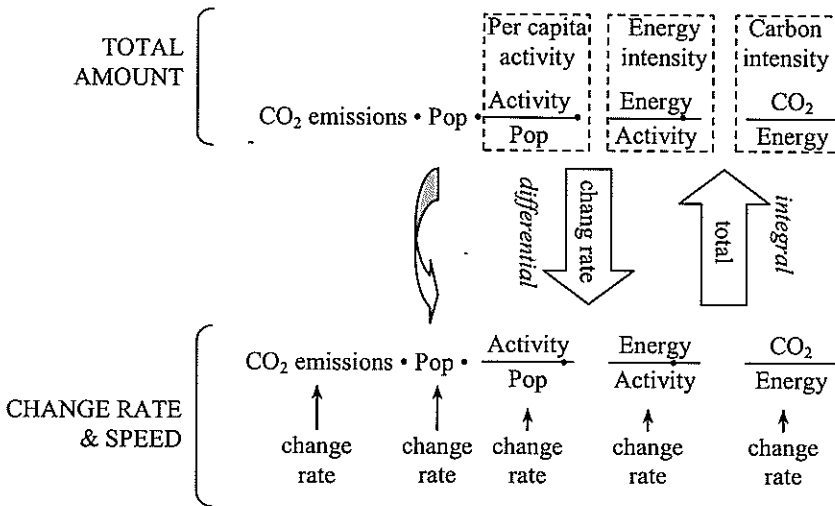 TOTAL
AMOUNT
Per capita
activity
Energy
intensity
Carbon
intensity
CO₂ emissions • Pop •
Activity
Pop
•
Energy
Activity
•
CO₂
Energy
differential
chang rate
total
integral
CHANGE RATE
& SPEED
CO₂ emissions • Pop •
Activity
Pop
•
Energy
Activity
•
CO₂
Energy
change
rate
change
rate
change
rate
change
rate
change
rate